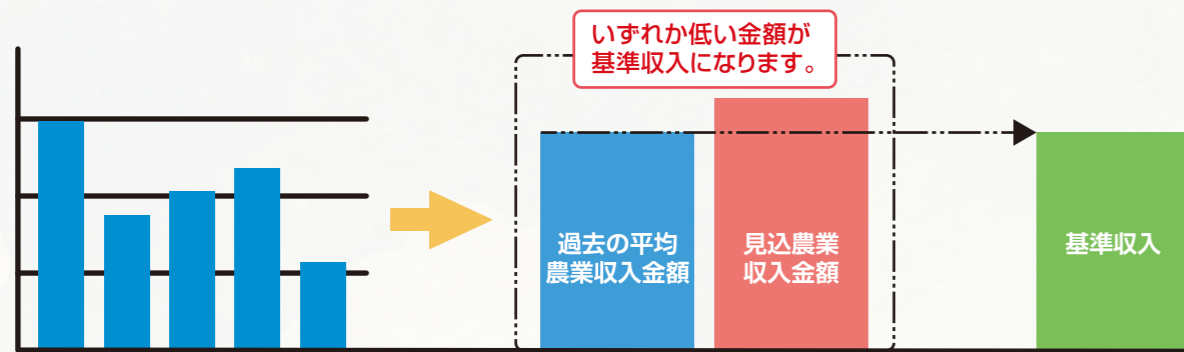 いずれか低い金額が
基準収入になります。
過去の平均
農業収入金額
見込農業
収入金額
基準収入